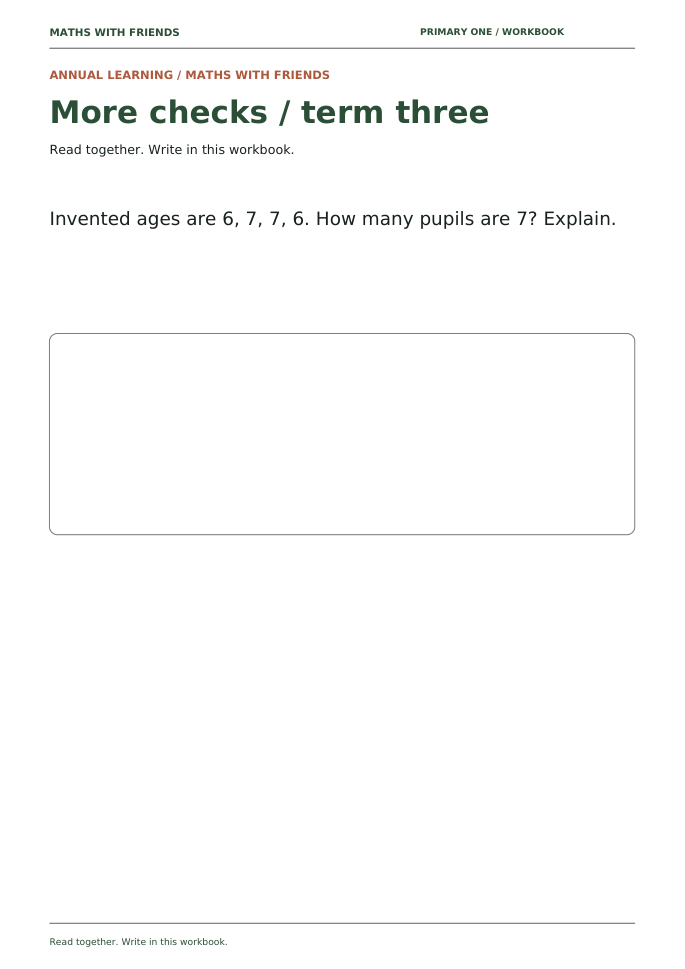 MATHS WITH FRIENDS
PRIMARY ONE / WORKBOOK
ANNUAL LEARNING / MATHS WITH FRIENDS
More checks / term three
Read together. Write in this workbook.
Invented ages are 6, 7, 7, 6. How many pupils are 7? Explain.
Read together. Write in this workbook.